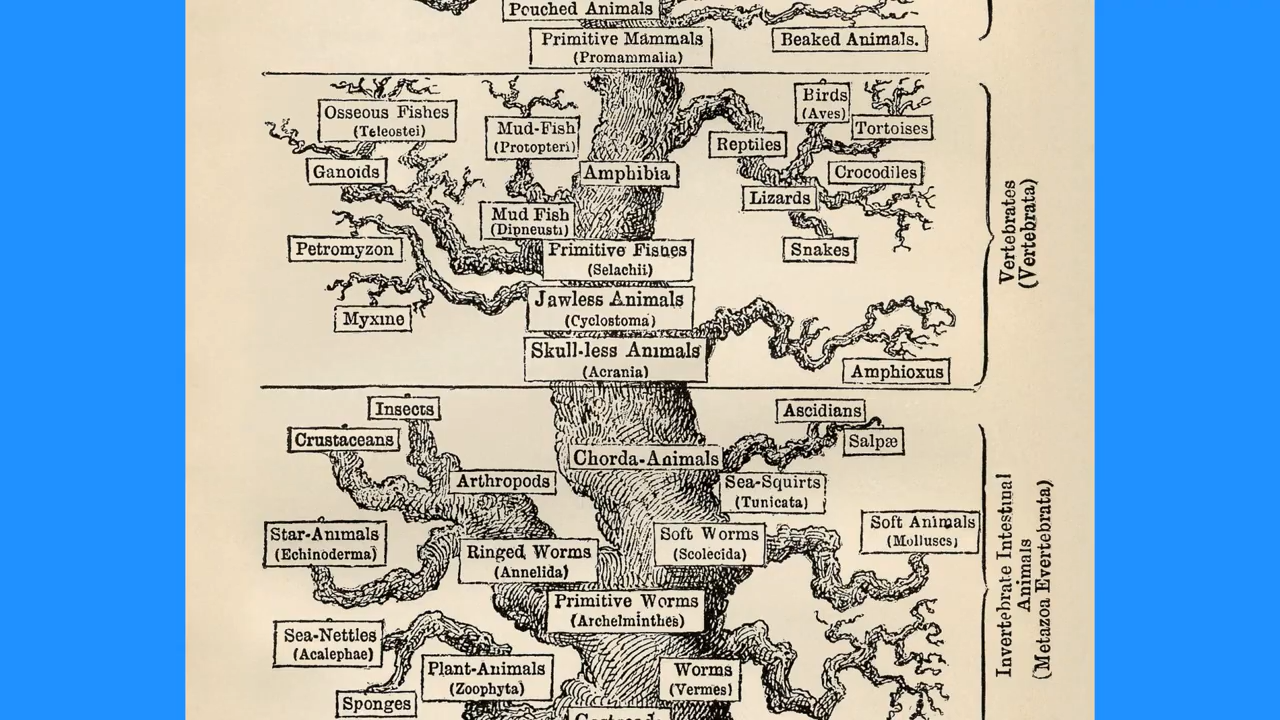 Pouched Animals
Primitive Mammals
(Promammalia)
Beaked Animals.
Osseous Fishes
(Teleostei)
Mud-Fish
(Protopteri)
Birds
(Aves)
Tortoises
Reptiles
Ganoids
Amphibia
Crocodiles
Lizards
Mud Fish
(Dipneusti)
Petromyzon
Primitive Fishes
(Selachii)
Snakes
Vertebrates
(Vertebrata)
Jawless Animals
(Cyclostoma)
Myxine
Skull-less Animals
(Acrania)
Amphioxus
Insects
Ascidians
Crustaceans
Salpæ
Chorda-Animals
Arthropods
Sea-Squirts
(Tunicata)
Star-Animals
(Echinoderma)
Ringed Worms
(Annelida)
Soft Worms
(Scolecida)
Soft Animals
(Molluscs)
Primitive Worms
(Archelminthes)
Invertebrate Intestinal
Animals
(Metazoa Evertebrata)
Sea-Nettles
(Acalephae)
Plant-Animals
(Zoophyta)
Worms
(Vermes)
Sponges